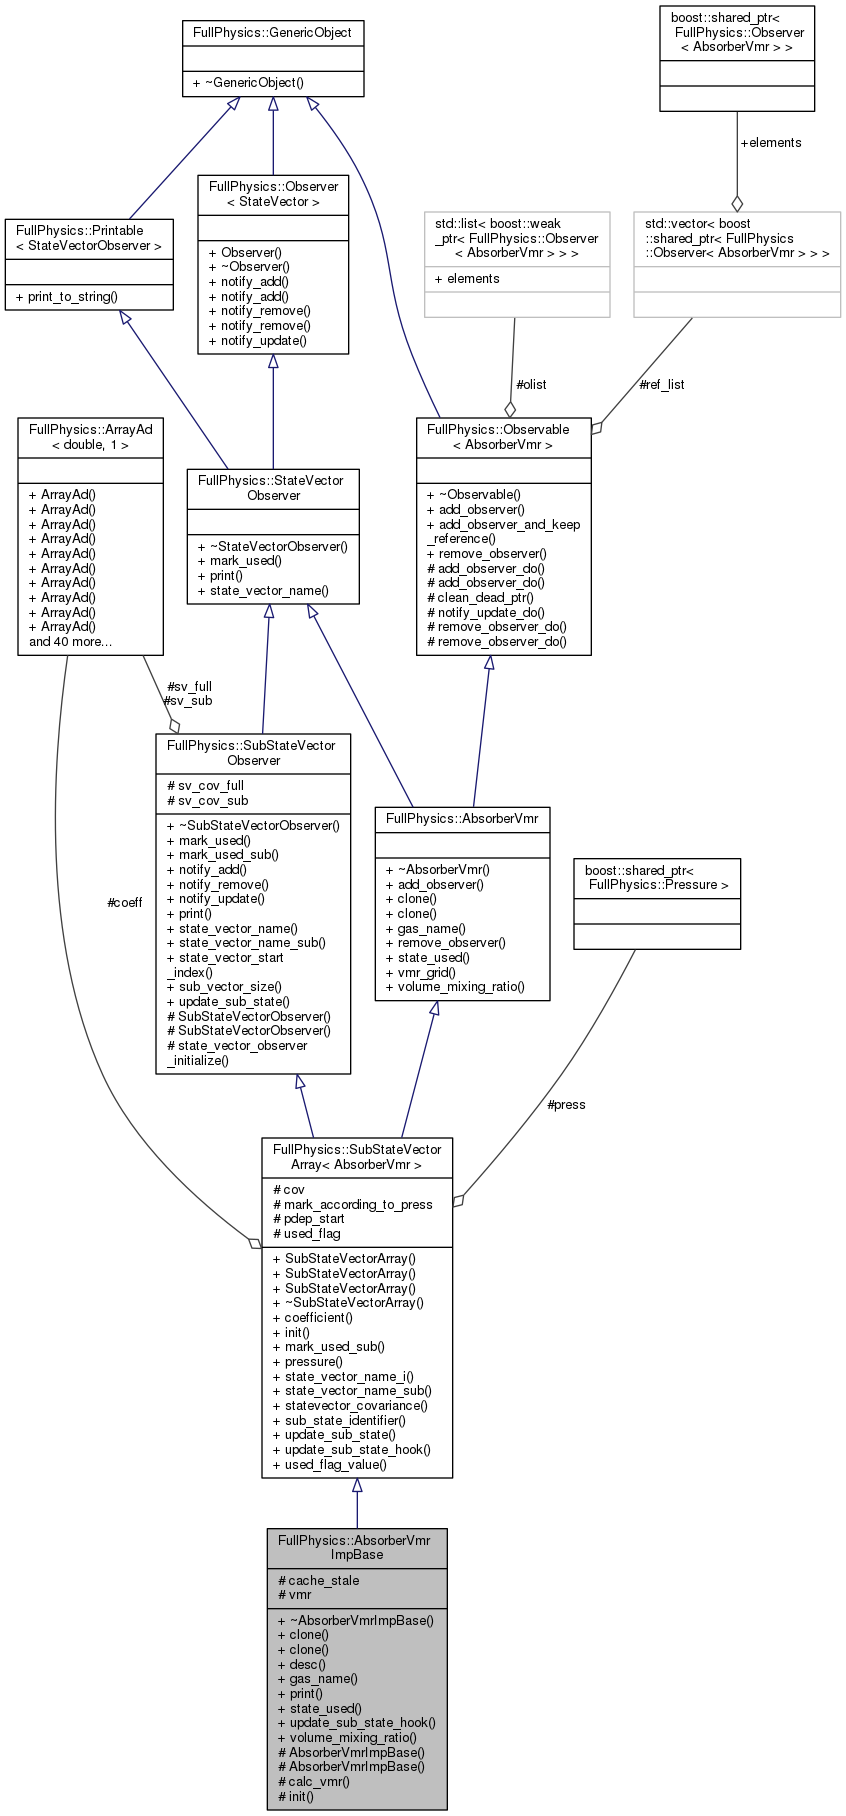 FullPhysics::GenericObject
+ ~GenericObject()
boost::shared_ptr<
FullPhysics::Observer
< AbsorberVmr > >
+elements
FullPhysics::Observer
< StateVector >
+ Observer()
+ ~Observer()
+ notify_add()
+ notify_add()
+ notify_remove()
+ notify_remove()
+ notify_update()
FullPhysics::Printable
< StateVectorObserver >
+ print_to_string()
std::list< boost::weak
_ptr< FullPhysics::Observer
< AbsorberVmr > > >
+ elements
std::vector< boost
::shared_ptr< FullPhysics
::Observer< AbsorberVmr > > >
#olist
#ref_list
FullPhysics::ArrayAd
< double, 1 >
+ ArrayAd()
+ ArrayAd()
+ ArrayAd()
+ ArrayAd()
+ ArrayAd()
+ ArrayAd()
+ ArrayAd()
+ ArrayAd()
+ ArrayAd()
+ ArrayAd()
and 40 more...
FullPhysics::StateVector
Observer
+ ~StateVectorObserver()
+ mark_used()
+ print()
+ state_vector_name()
FullPhysics::Observable
< AbsorberVmr >
+ ~Observable()
+ add_observer()
+ add_observer_and_keep
_reference()
+ remove_observer()
# add_observer_do()
# add_observer_do()
# clean_dead_ptr()
# notify_update_do()
# remove_observer_do()
# remove_observer_do()
#sv_full
#sv_sub
FullPhysics::SubStateVector
Observer
# sv_cov_full
# sv_cov_sub
+ ~SubStateVectorObserver()
+ mark_used()
+ mark_used_sub()
+ notify_add()
+ notify_remove()
+ notify_update()
+ print()
+ state_vector_name()
+ state_vector_name_sub()
+ state_vector_start
_index()
+ sub_vector_size()
+ update_sub_state()
# SubStateVectorObserver()
# SubStateVectorObserver()
# state_vector_observer
_initialize()
FullPhysics::AbsorberVmr
+ ~AbsorberVmr()
+ add_observer()
+ clone()
+ clone()
+ gas_name()
+ remove_observer()
+ state_used()
+ vmr_grid()
+ volume_mixing_ratio()
boost::shared_ptr<
FullPhysics::Pressure >
#coeff
#press
FullPhysics::SubStateVector
Array< AbsorberVmr >
# cov
# mark_according_to_press
# pdep_start
# used_flag
+ SubStateVectorArray()
+ SubStateVectorArray()
+ SubStateVectorArray()
+ ~SubStateVectorArray()
+ coefficient()
+ init()
+ mark_used_sub()
+ pressure()
+ state_vector_name_i()
+ state_vector_name_sub()
+ statevector_covariance()
+ sub_state_identifier()
+ update_sub_state()
+ update_sub_state_hook()
+ used_flag_value()
FullPhysics::AbsorberVmr
ImpBase
# cache_stale
# vmr
+ ~AbsorberVmrImpBase()
+ clone()
+ clone()
+ desc()
+ gas_name()
+ print()
+ state_used()
+ update_sub_state_hook()
+ volume_mixing_ratio()
# AbsorberVmrImpBase()
# AbsorberVmrImpBase()
# calc_vmr()
# init()